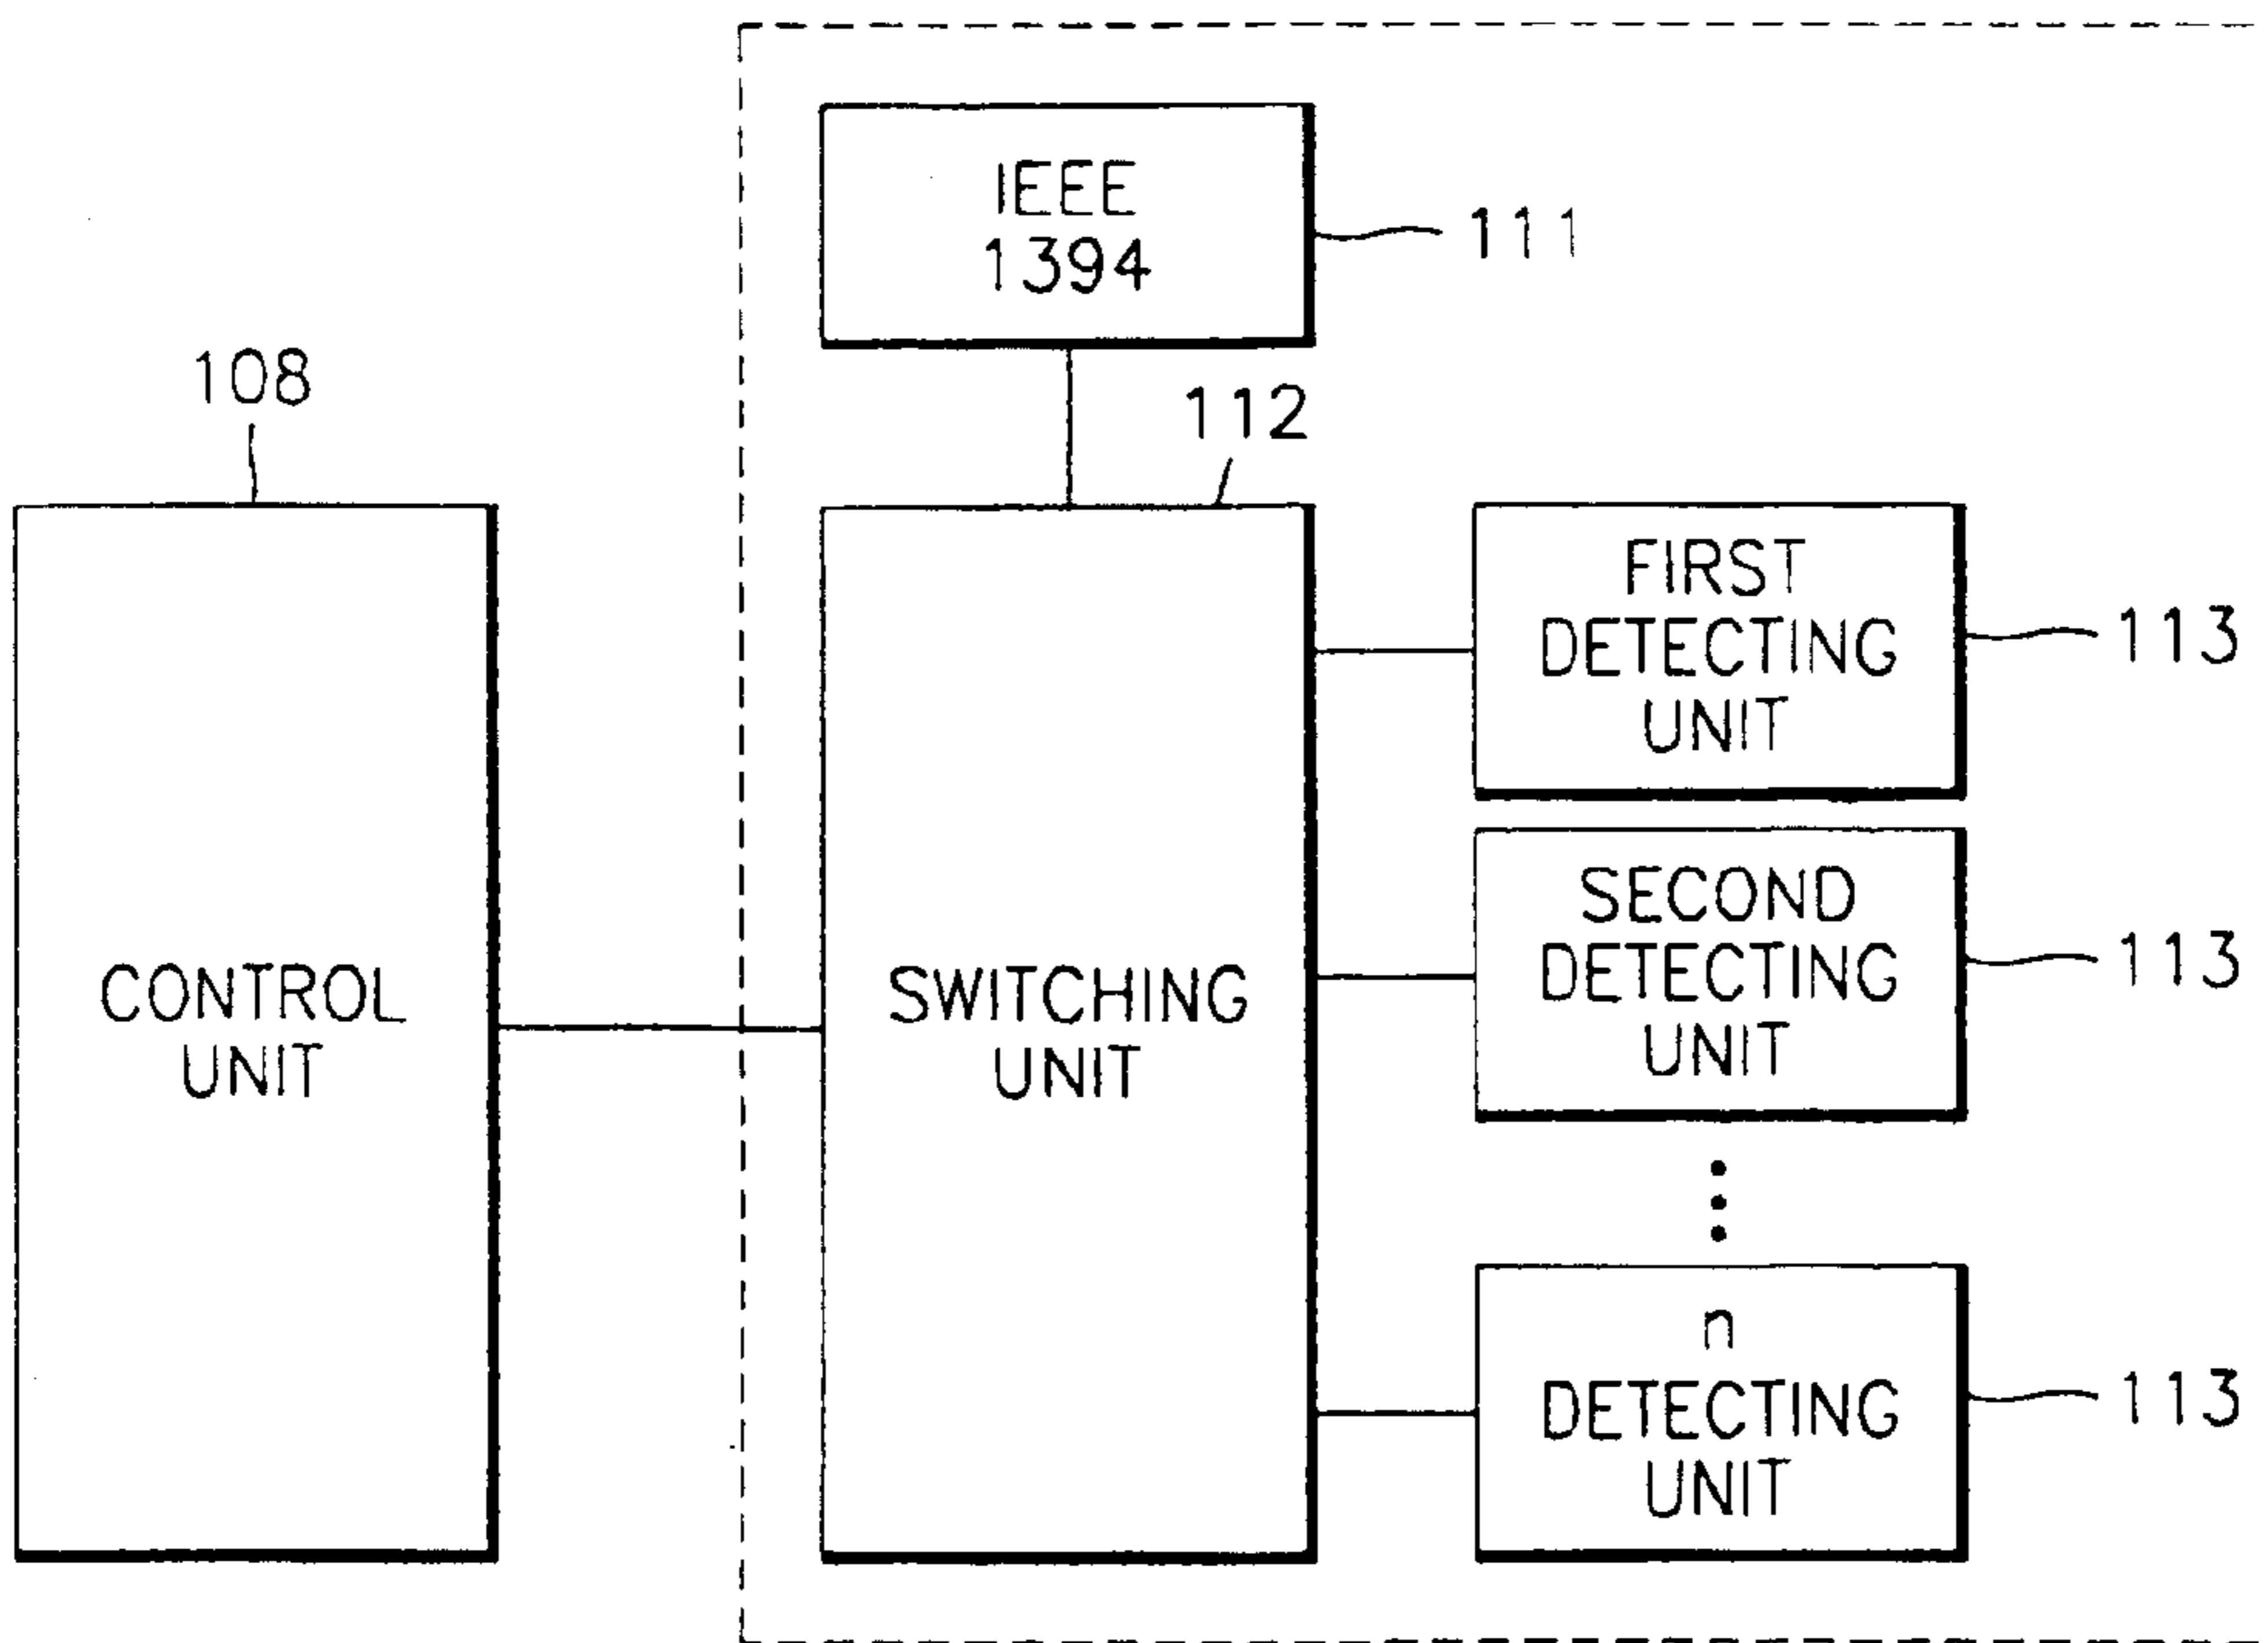 IEEE
1394
111
108
112
CONTROL
UNIT
SWITCHING
UNIT
FIRST
DETECTING
UNIT
113
SECOND
DETECTING
UNIT
113
n
DETECTING
UNIT
113